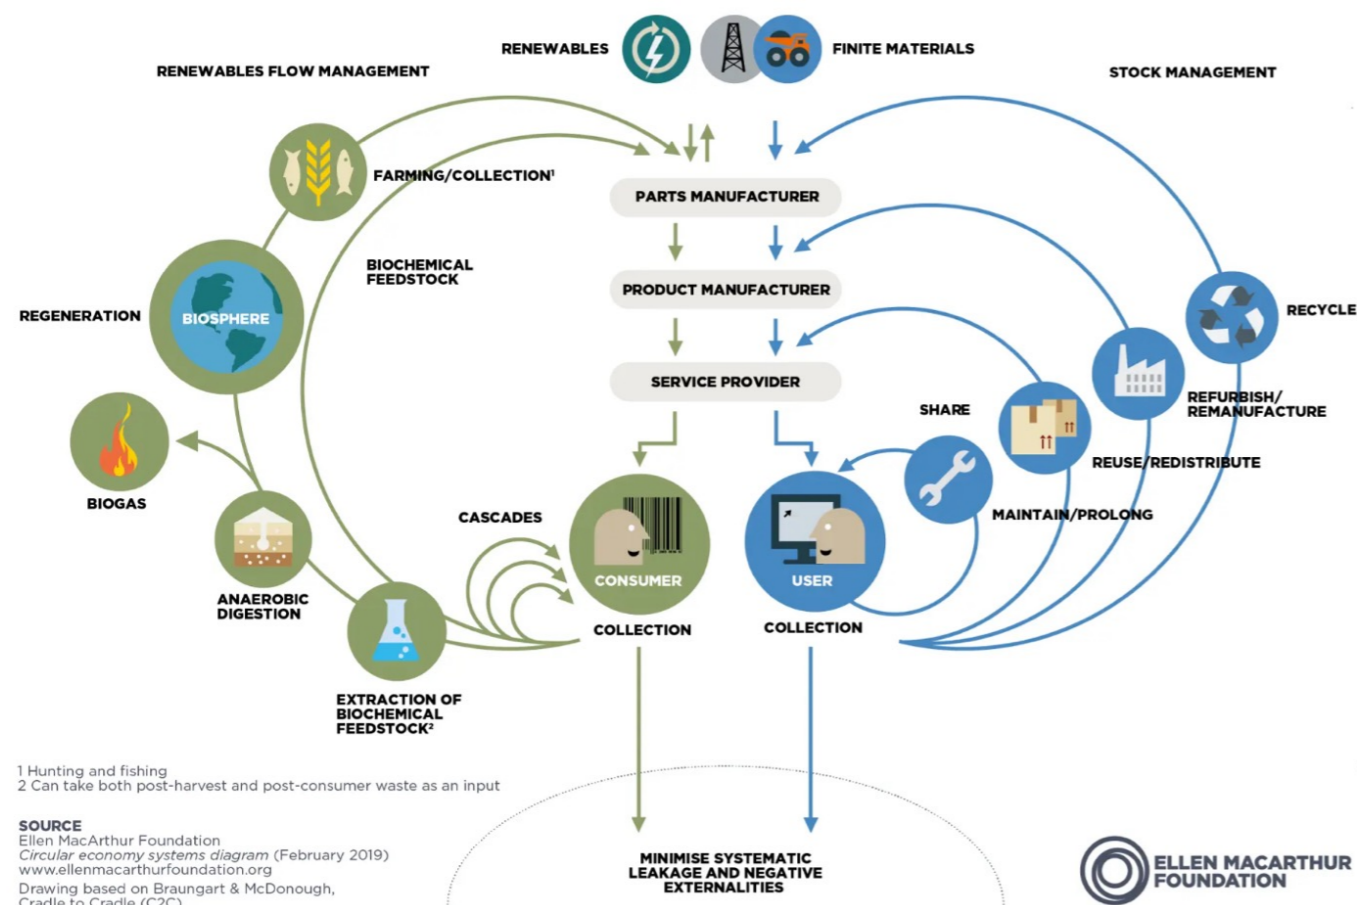 RENEWABLES
FINITE MATERIALS
RENEWABLES FLOW MANAGEMENT
STOCK MANAGEMENT
FARMING/COLLECTION¹
PARTS MANUFACTURER
BIOCHEMICAL
FEEDSTOCK
PRODUCT MANUFACTURER
REGENERATION
BIOSPHERE
RECYCLE
SERVICE PROVIDER
REFURBISH/
REMANUFACTURE
SHARE
REUSE/REDISTRIBUTE
BIOGAS
CASCADES
MAINTAIN/PROLONG
CONSUMER
USER
ANAEROBIC
DIGESTION
COLLECTION
COLLECTION
EXTRACTION OF
BIOCHEMICAL
FEEDSTOCK²
1 Hunting and fishing
2 Can take both post-harvest and post-consumer waste as an input
SOURCE
Ellen MacArthur Foundation
Circular economy systems diagram (February 2019)
www.ellenmacarthurfoundation.org
Drawing based on Braungart & McDonough,
Cradle to Cradle (C2C)
MINIMISE SYSTEMATIC
LEAKAGE AND NEGATIVE
EXTERNALITIES
ELLEN MACARTHUR
FOUNDATION